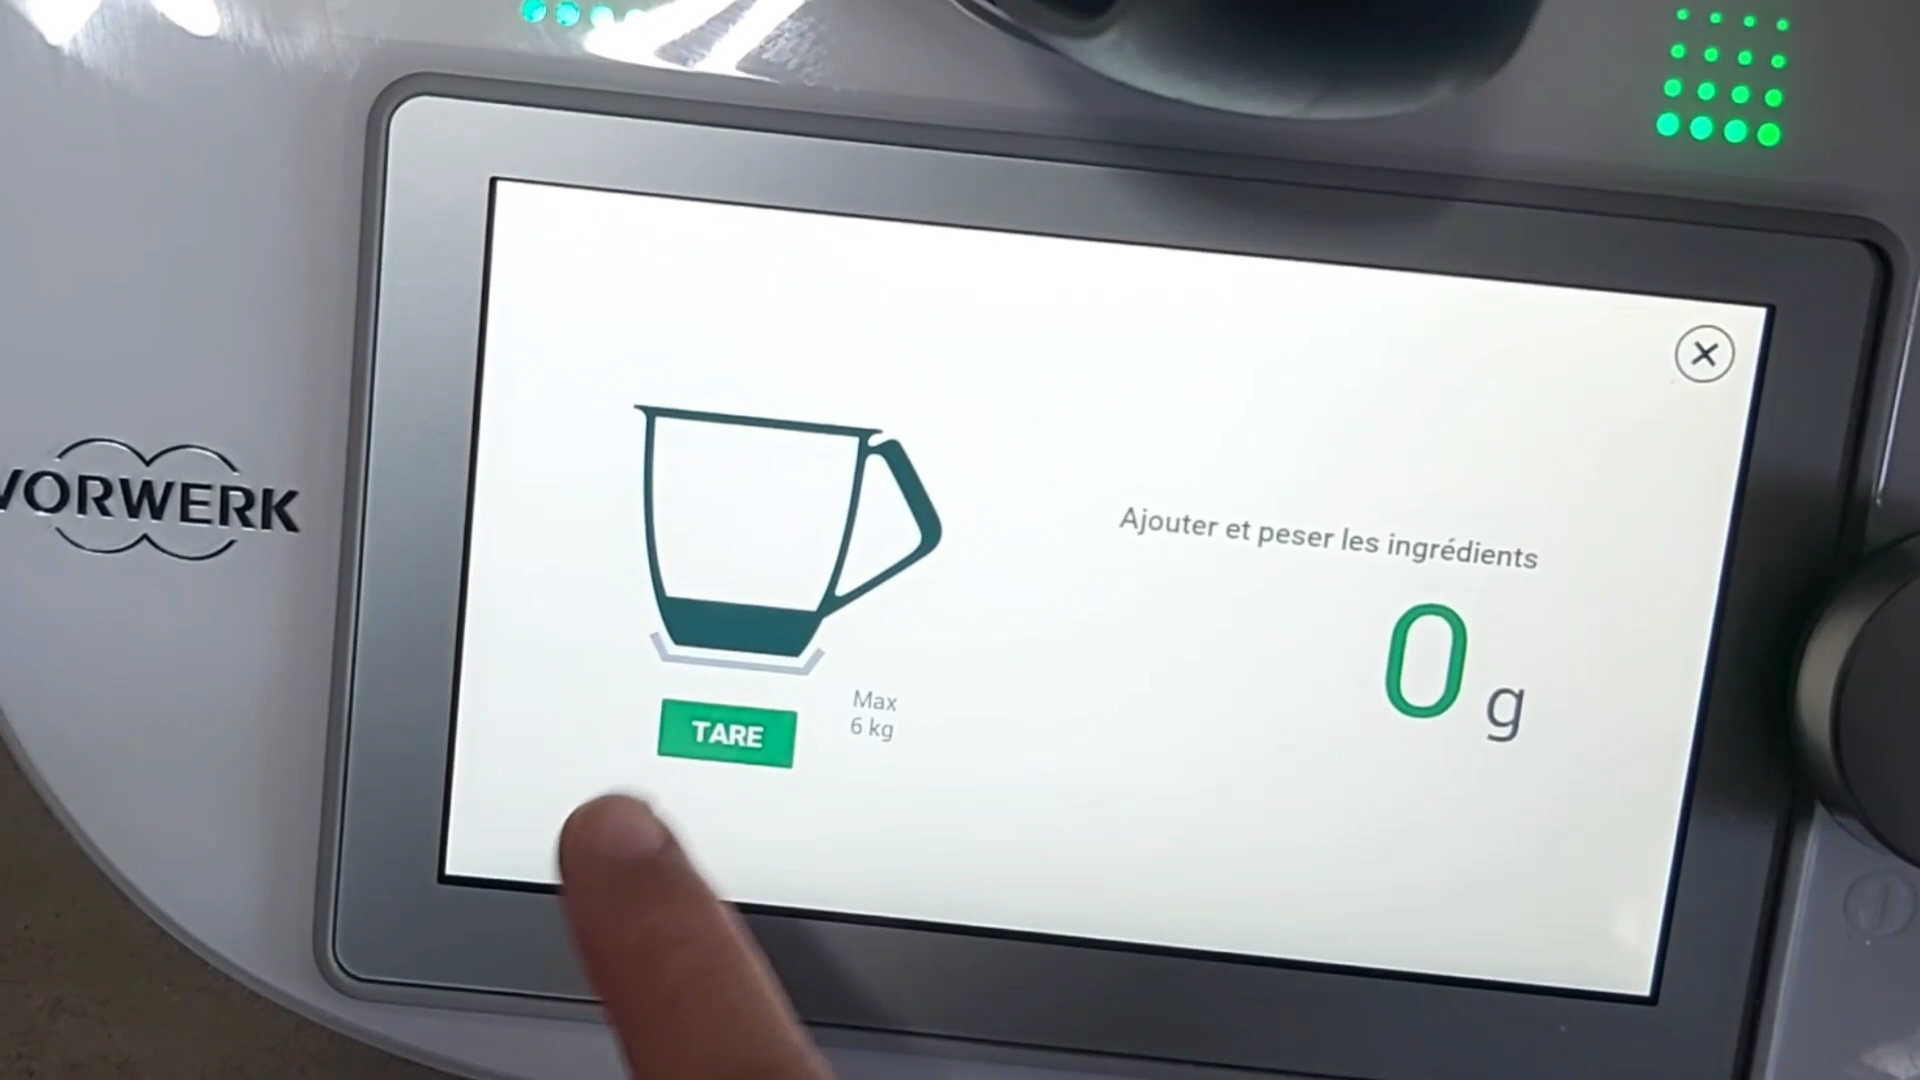 VORWERK
Ajouter et peser les ingrédients
0 g
Max
6 kg
TARE